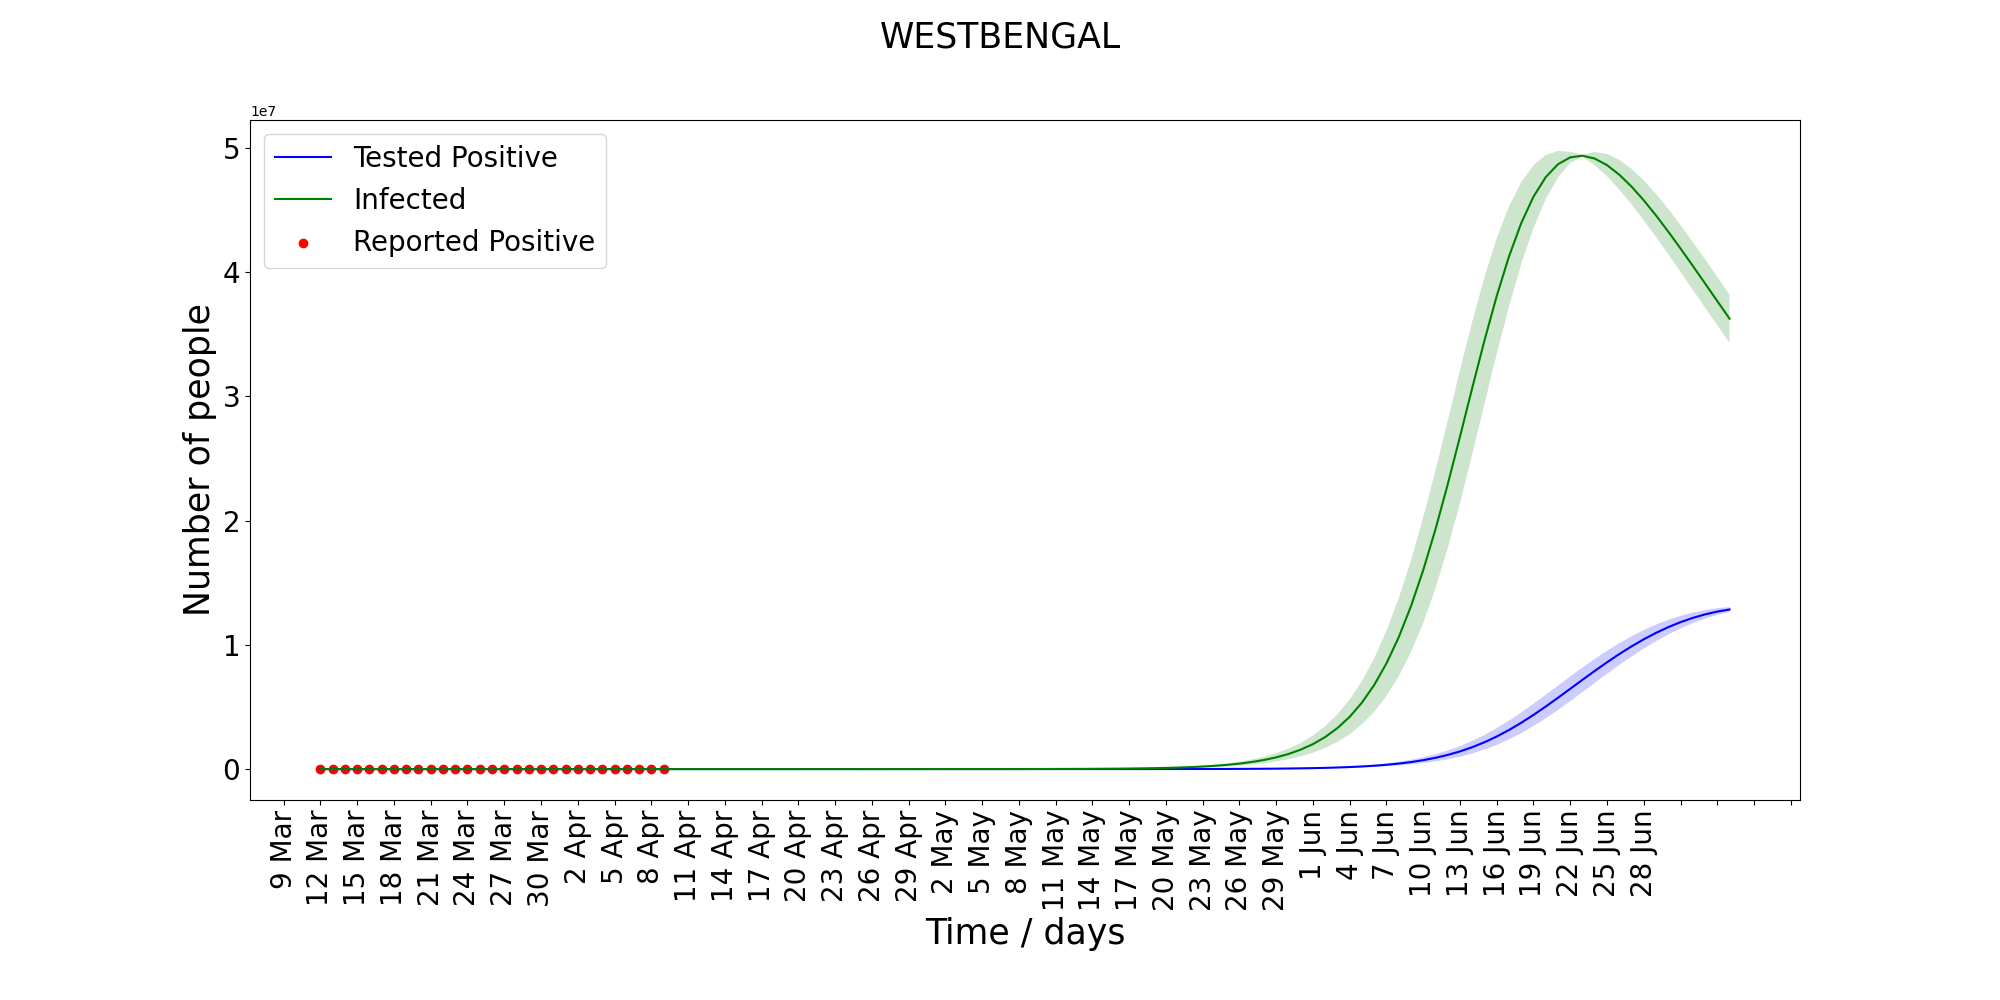 WESTBENGAL
1e7
5
4
3
2
1
0
Number of people
Tested Positive
Infected
Reported Positive
9 Mar
12 Mar
15 Mar
18 Mar
21 Mar
24 Mar
27 Mar
30 Mar
2 Apr
5 Apr
8 Apr
11 Apr
14 Apr
17 Apr
20 Apr
23 Apr
26 Apr
29 Apr
2 May
5 May
8 May
11 May
14 May
17 May
20 May
23 May
26 May
29 May
1 Jun
4 Jun
7 Jun
10 Jun
13 Jun
16 Jun
19 Jun
22 Jun
25 Jun
28 Jun
Time / days